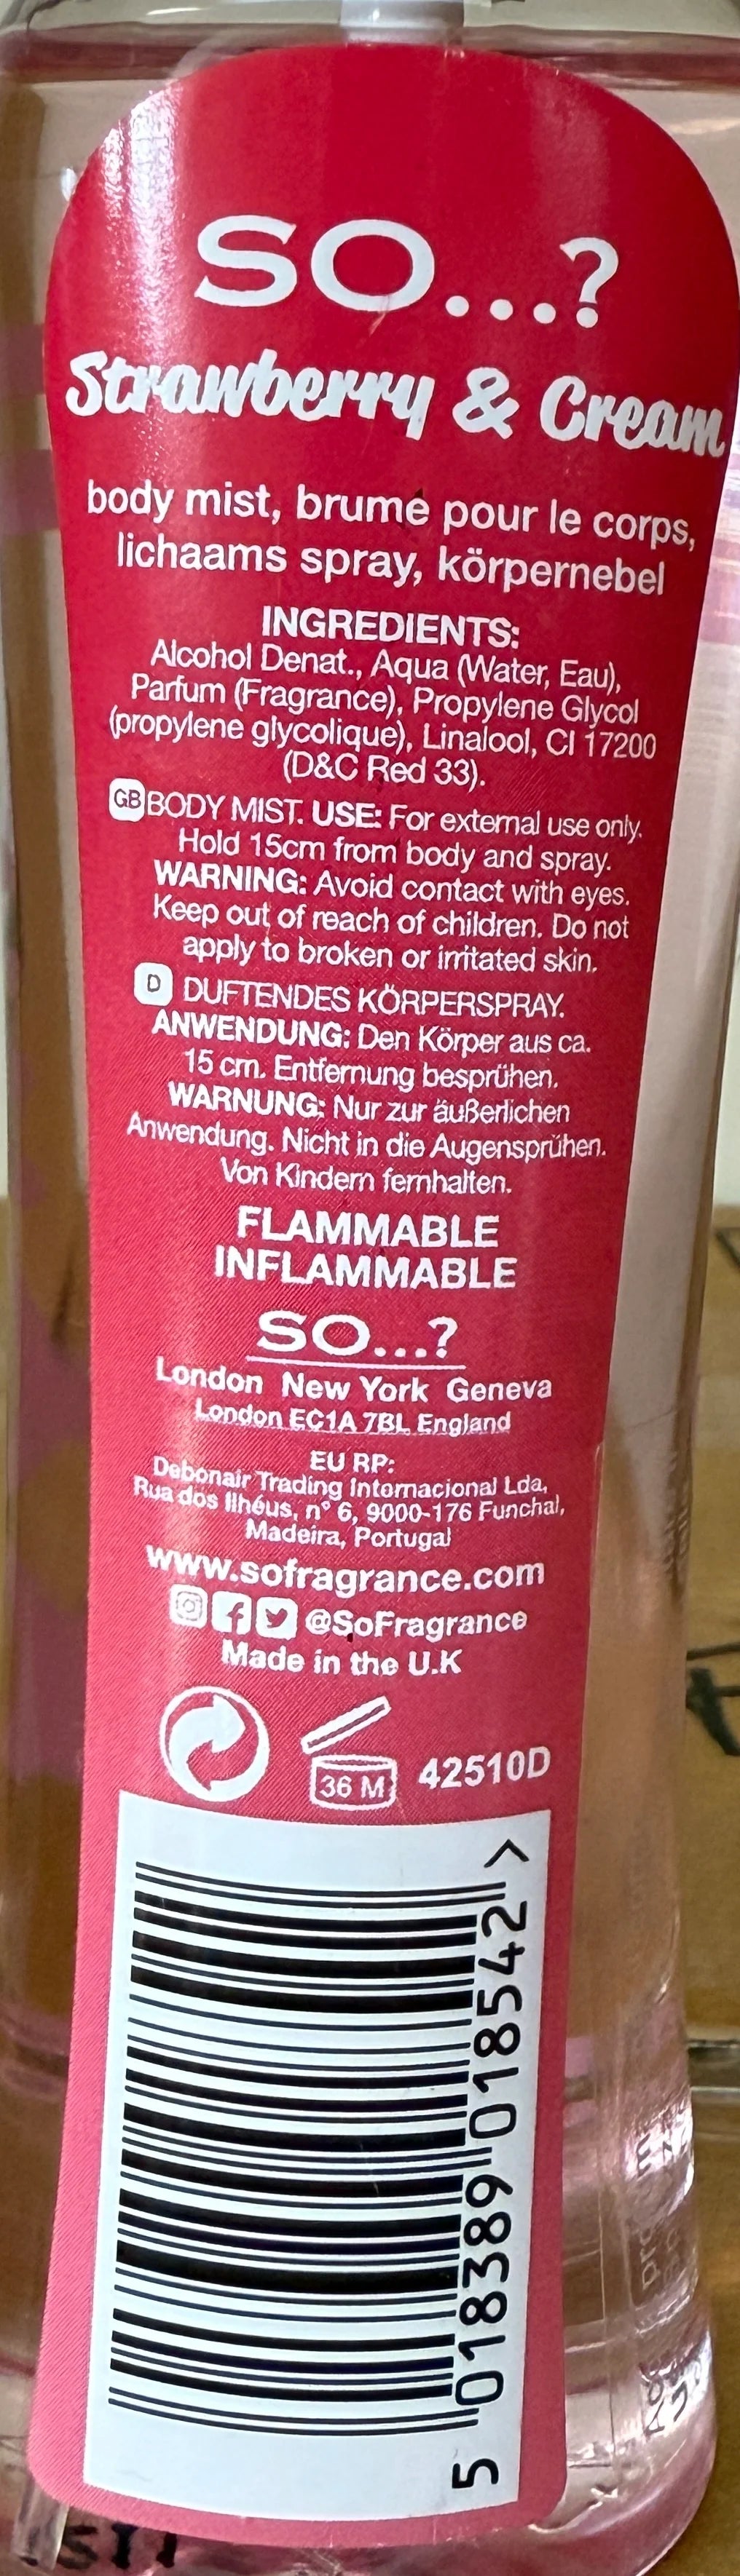 SO...?
Strawberry & Cream
body mist, brume pour le corps,
lichaams spray, körpernebel
INGREDIENTS:
Alcohol Denat., Aqua (Water, Eau),
Parfum (Fragrance), Propylene Glycol
(propylene glycolique), Linalool, CI 17200
(D&C Red 33).
GB BODY MIST. USE: For external use only.
Hold 15cm from body and spray.
WARNING: Avoid contact with eyes.
Keep out of reach of children. Do not
apply to broken or irritated skin.
D DUFTENDES KÖRPERSPRAY.
ANWENDUNG: Den Körper aus ca.
15 cm. Entfernung besprühen.
WARNUNG: Nur zur äußerlichen
Anwendung. Nicht in die Augensprühen.
Von Kindern fernhalten.
FLAMMABLE
INFLAMMABLE
SO...?
London New York Geneva
London EC1A 7BL England
EU RP:
Debonair Trading Internacional Lda,
Rua dos Ilhéus, n° 6, 9000-176 Funchal,
Madeira, Portugal
www.sofragrance.com
@SoFragrance
Made in the U.K
36 M 42510D
5 018389 018542 >